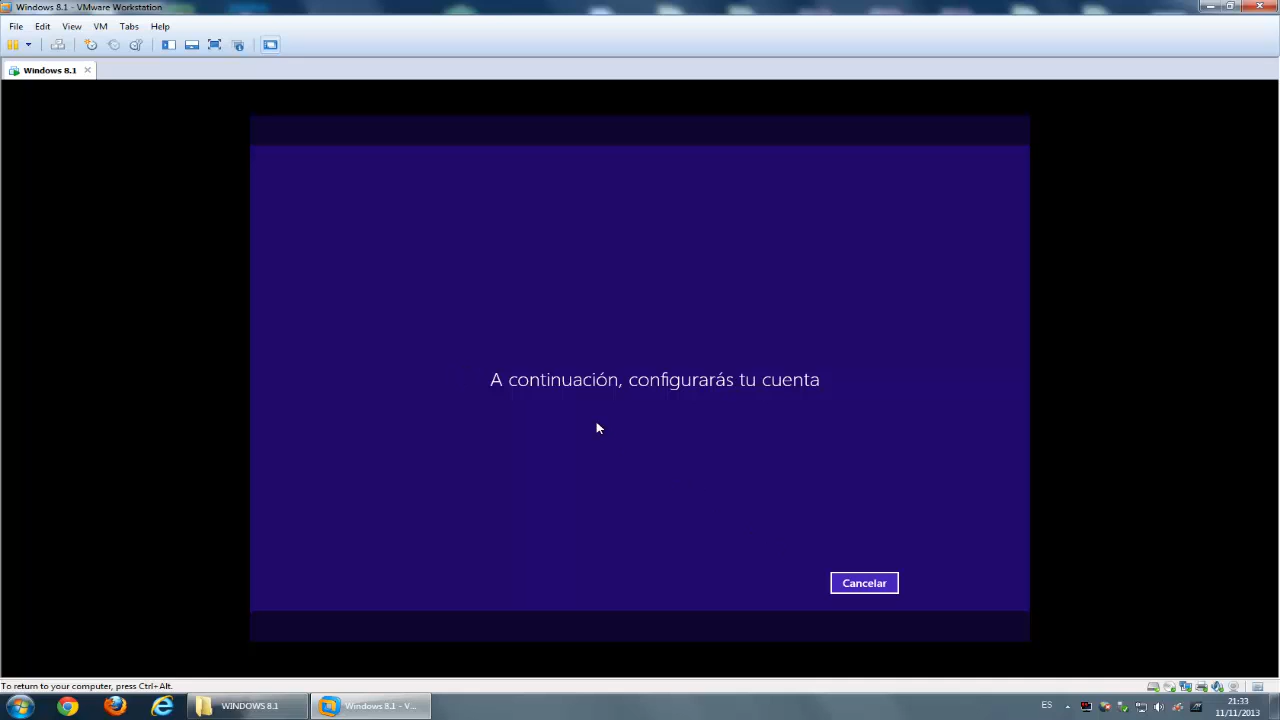 Windows 8.1 - VMware Workstation
File Edit View VM Tabs Help
Windows 8.1
A continuación, configurarás tu cuenta
Cancelar
To return to your computer, press Ctrl+Alt.
WINDOWS 8.1
Windows 8.1 - V...
ES
21:33
11/11/2013